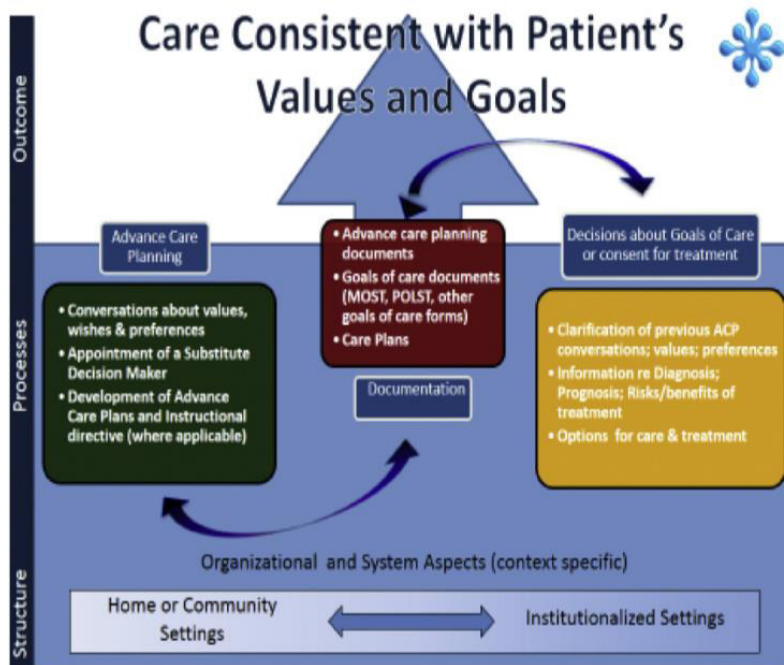 Care Consistent with Patient's
Values and Goals
Outcome
Processes
Structure
Advance Care
Planning
• Conversations about values,
wishes & preferences
• Appointment of a Substitute
Decision Maker
• Development of Advance
Care Plans and Instructional
directive (where applicable)
• Advance care planning
documents
• Goals of care documents
(MOST, POLST, other
goals of care forms)
• Care Plans
Documentation
Decisions about Goals of Care
or consent for treatment
• Clarification of previous ACP
conversations; values; preferences
• Information re Diagnosis;
Prognosis; Risks/benefits of
treatment
• Options for care & treatment
Organizational and System Aspects (context specific)
Home or Community
Settings
Institutionalized Settings